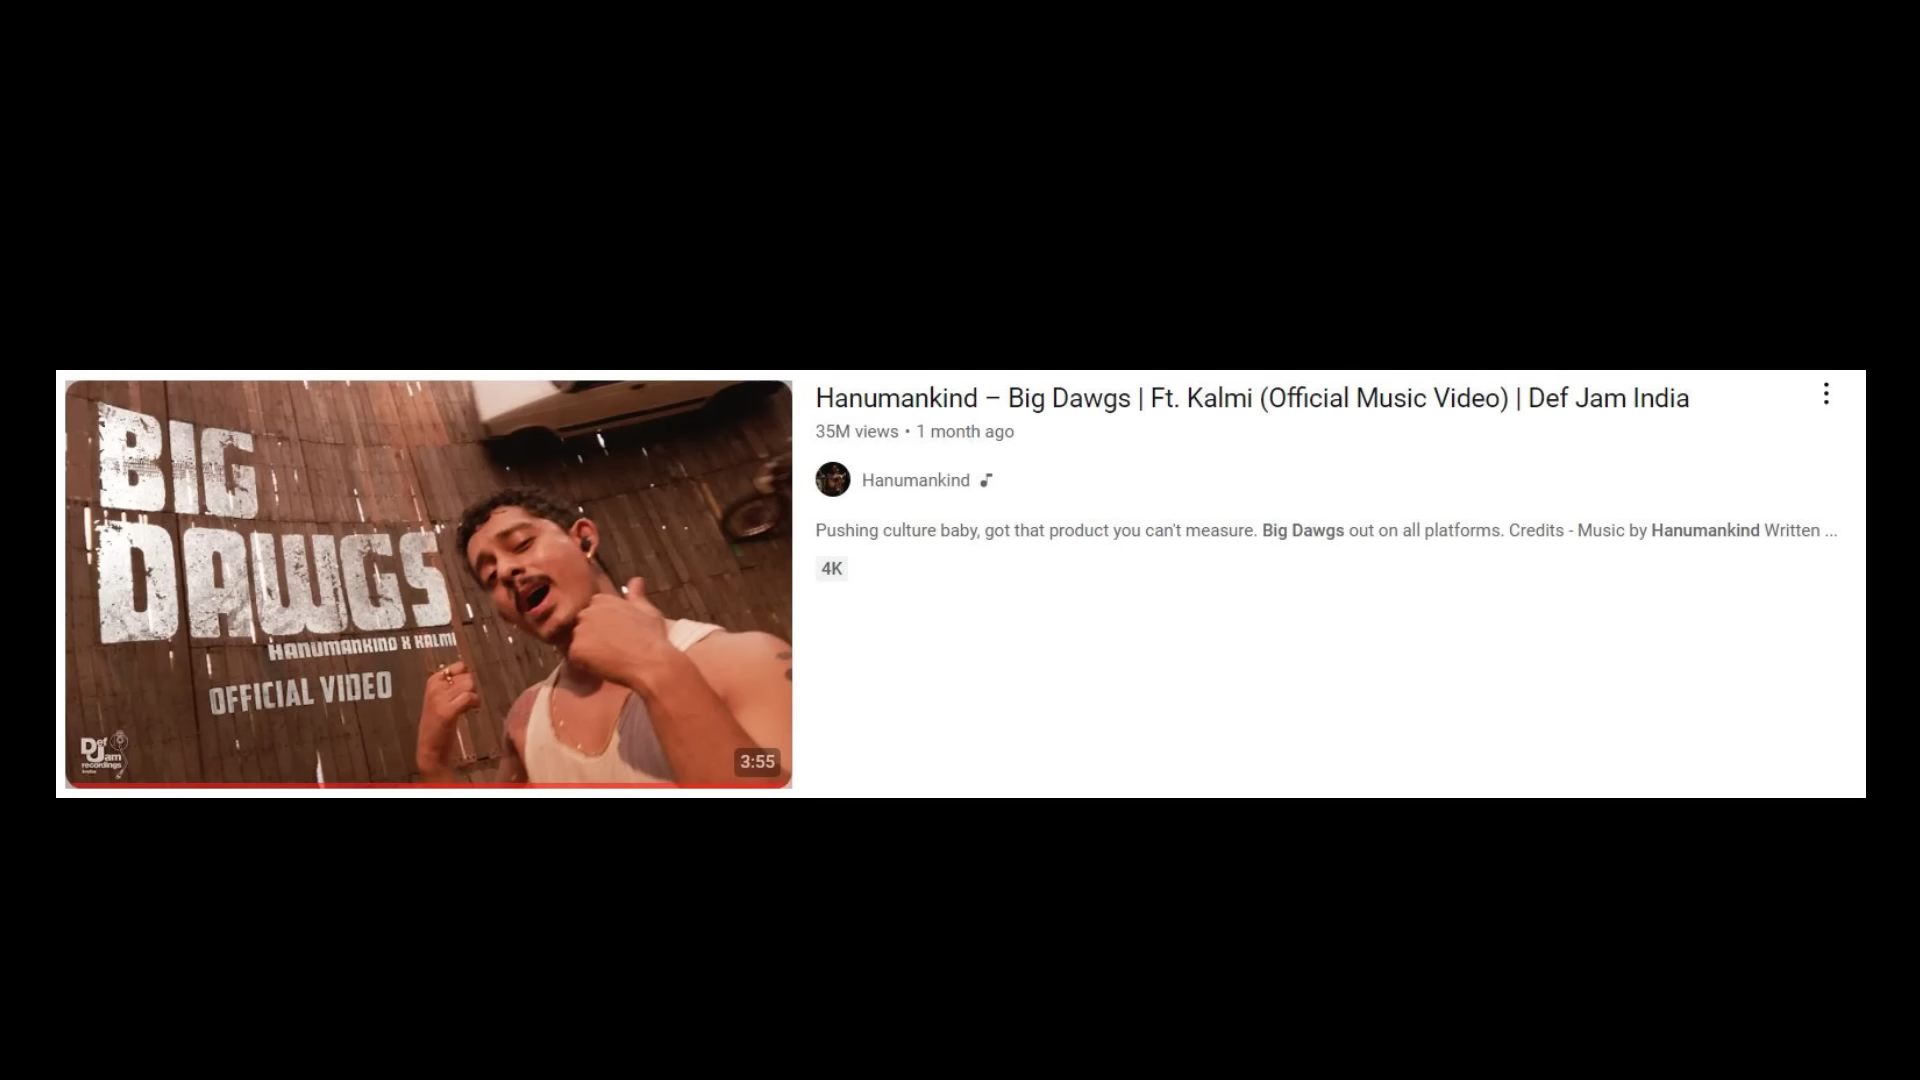 BIG
DAWGS
HANUMANKIND X KALMI
OFFICIAL VIDEO
Def
Jam
recordings
3:55
Hanumankind – Big Dawgs | Ft. Kalmi (Official Music Video) | Def Jam India
35M views • 1 month ago
Hanumankind
Pushing culture baby, got that product you can't measure. Big Dawgs out on all platforms. Credits - Music by Hanumankind Written ...
4K